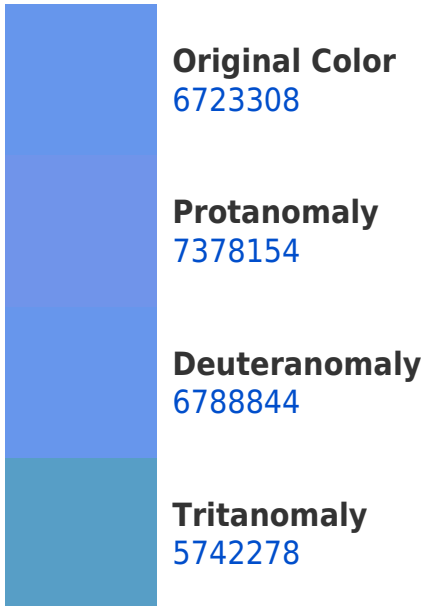 Original Color
6723308
Protanomaly
7378154
Deuteranomaly
6788844
Tritanomaly
5742278